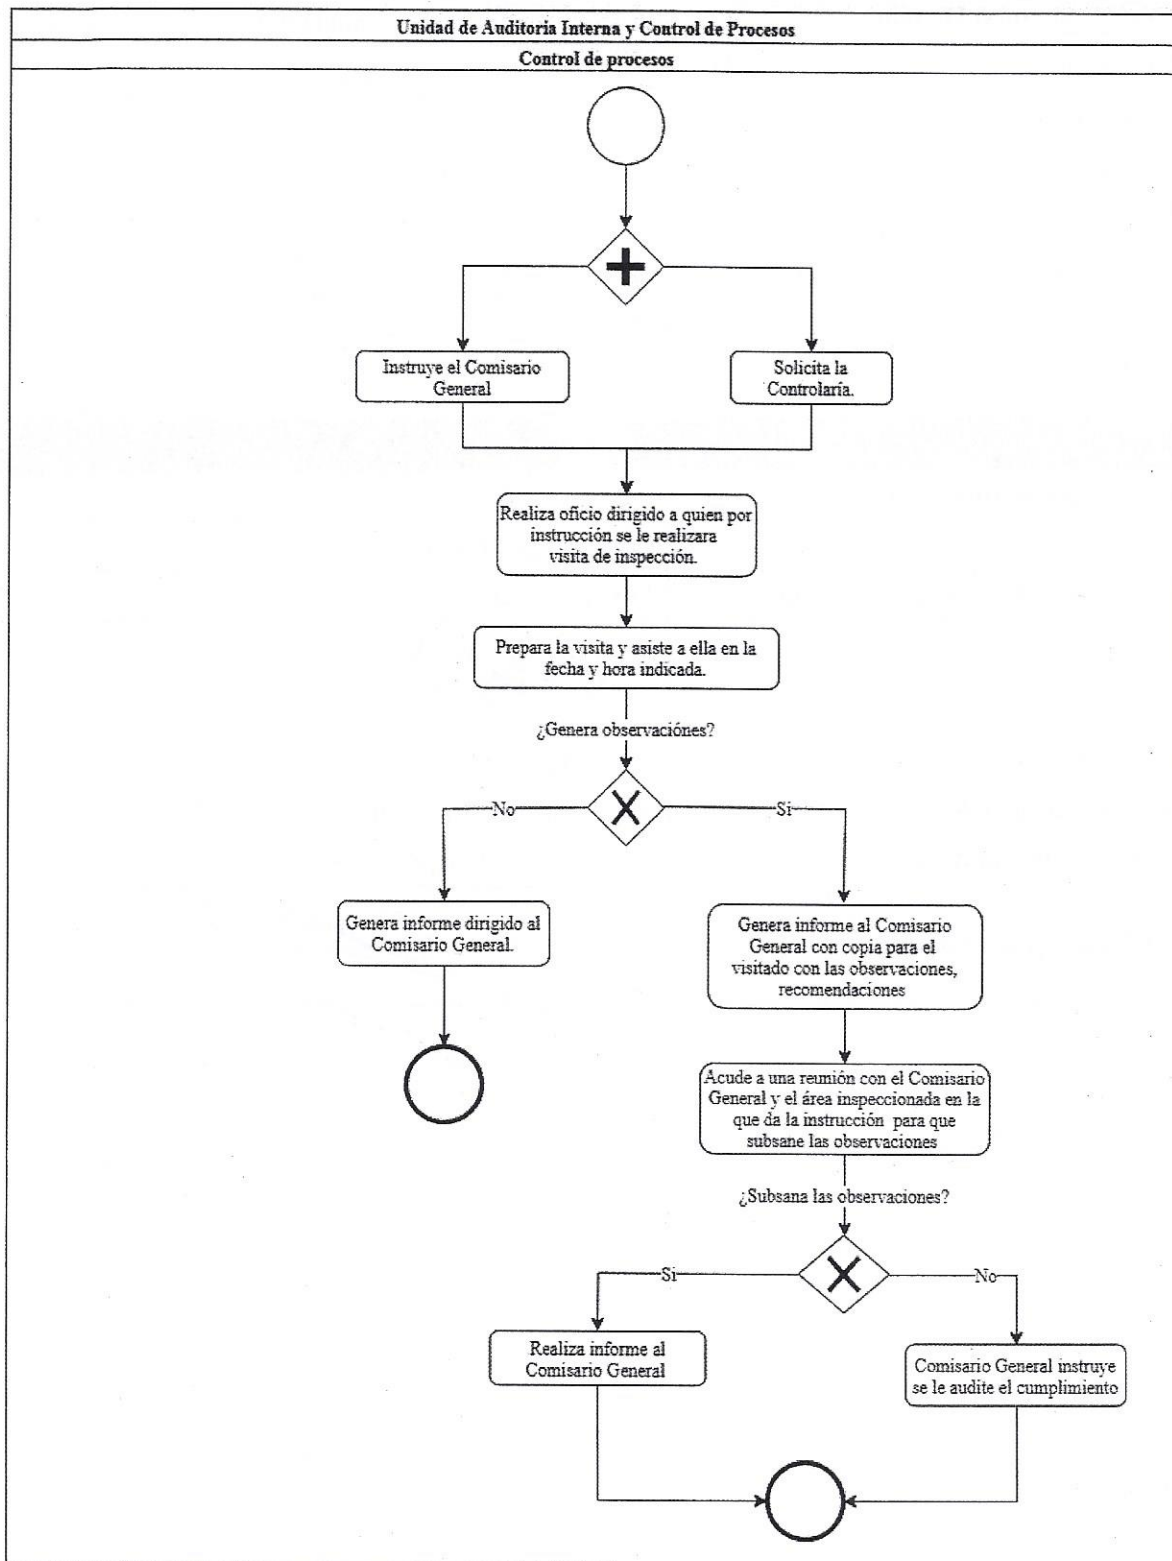 Unidad de Auditoria Interna y Control de Procesos
Control de procesos
Instruye el Comisario
General
Solicita la
Controlaría.
Realiza oficio dirigido a quien por
instrucción se le realizara
visita de inspección.
Prepara la visita y asiste a ella en la
fecha y hora indicada.
¿Genera observaciónes?
No
Si
Genera informe dirigido al
Comisario General.
Genera informe al Comisario
General con copia para el
visitado con las observaciones,
recomendaciones
Acude a una reunión con el Comisario
General y el área inspeccionada en la
que da la instrucción para que
subsane las observaciones
¿Subsana las observaciones?
Si
No
Realiza informe al
Comisario General
Comisario General instruye
se le audite el cumplimiento